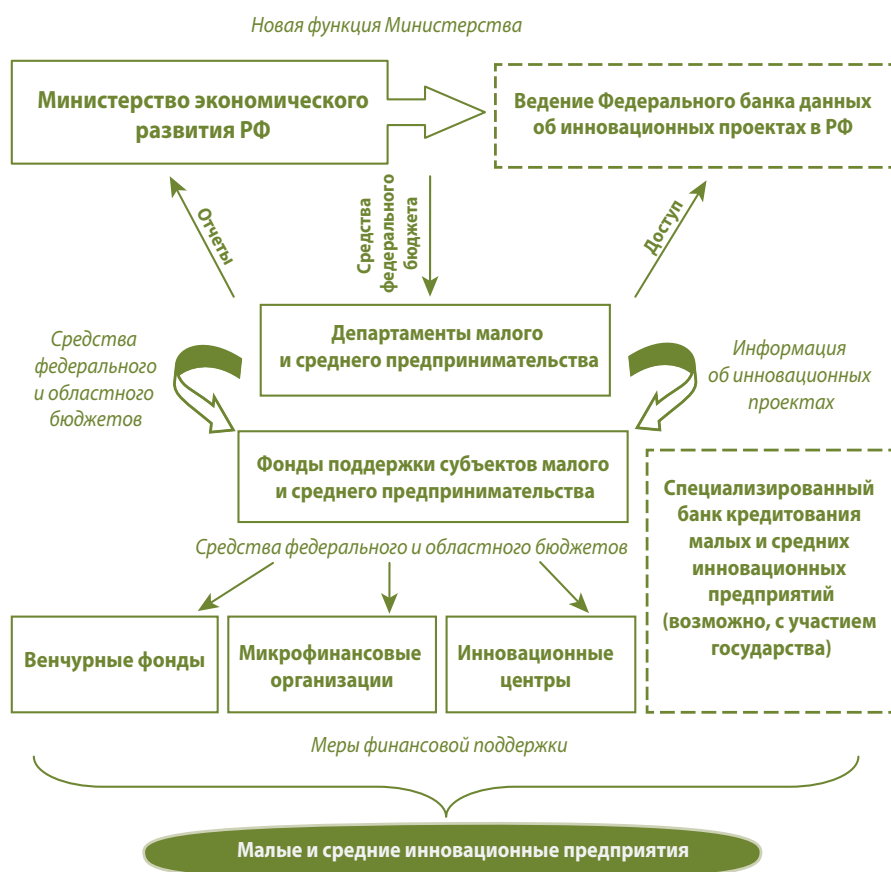 Новая функция Министерства
Министерство экономического
развития РФ
Ведение Федерального банка данных
об инновационных проектах в РФ
Отчеты
Средства
федерального
бюджета
Доступ
Средства
федерального
и областного
бюджетов
Департаменты малого
и среднего предпринимательства
Информация
об инновационных
проектах
Фонды поддержки субъектов малого
и среднего предпринимательства
Специализированный
банк кредитования
малых и средних
инновационных
предприятий
(возможно, с участием
государства)
Средства федерального и областного бюджетов
Венчурные фонды
Микрофинансовые
организации
Инновационные
центры
Меры финансовой поддержки
Малые и средние инновационные предприятия